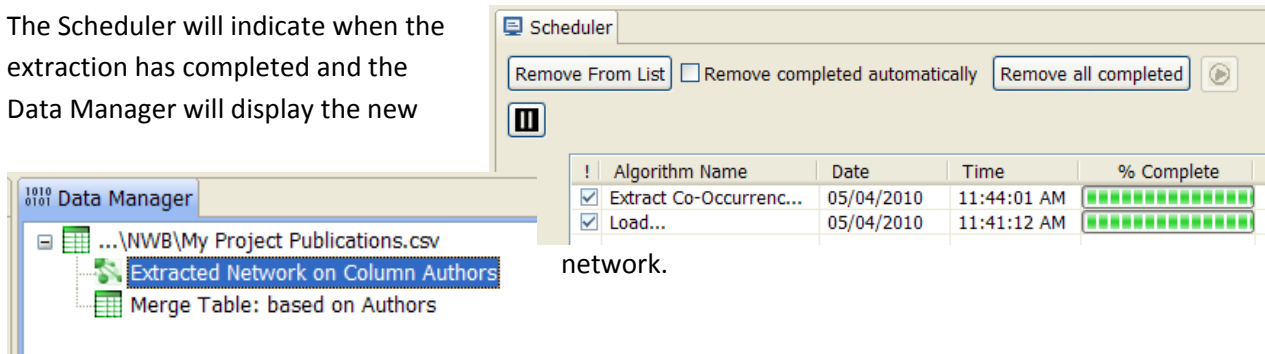 The Scheduler will indicate when the
extraction has completed and the
Data Manager will display the new
network.
Scheduler
Remove From List Remove completed automatically Remove all completed
! Algorithm Name Date Time % Complete
Extract Co-Occurrenc... 05/04/2010 11:44:01 AM
Load... 05/04/2010 11:41:12 AM
1010
0101 Data Manager
...\NWB\My Project Publications.csv
Extracted Network on Column Authors
Merge Table: based on Authors